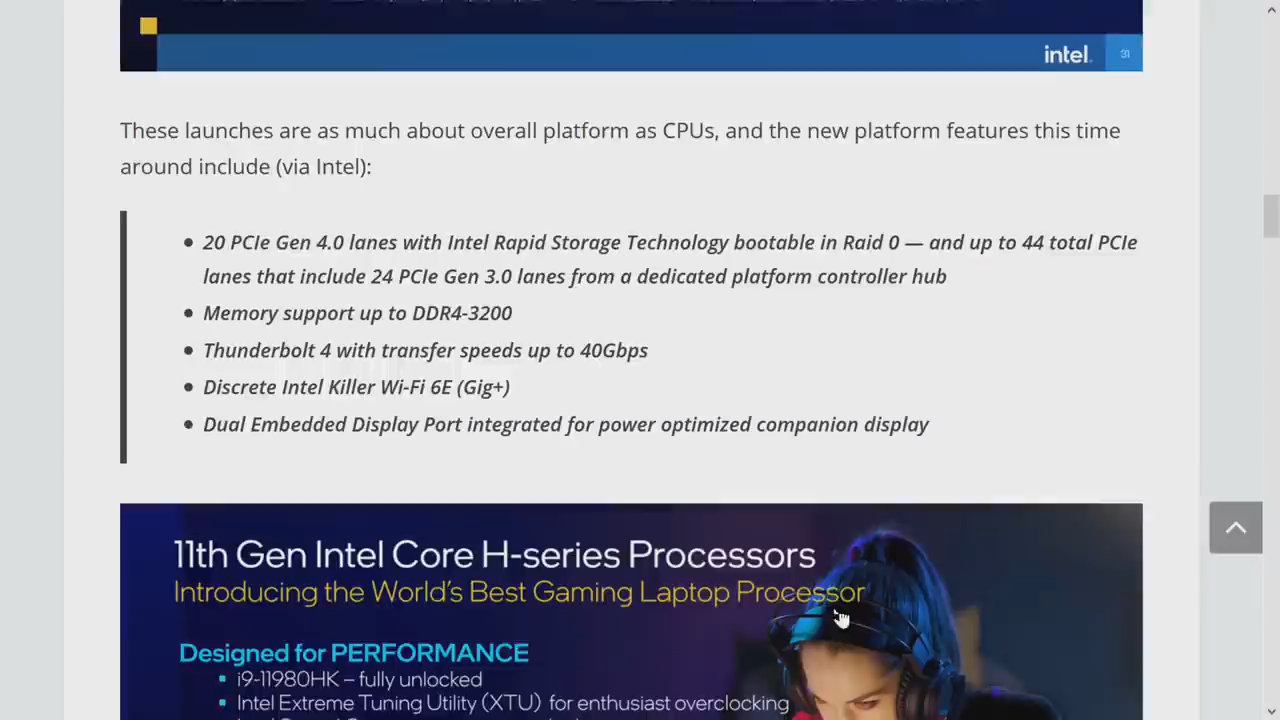 intel.
31
These launches are as much about overall platform as CPUs, and the new platform features this time
around include (via Intel):
20 PCIe Gen 4.0 lanes with Intel Rapid Storage Technology bootable in Raid 0 — and up to 44 total PCIe
lanes that include 24 PCIe Gen 3.0 lanes from a dedicated platform controller hub
Memory support up to DDR4-3200
Thunderbolt 4 with transfer speeds up to 40Gbps
Discrete Intel Killer Wi-Fi 6E (Gig+)
Dual Embedded Display Port integrated for power optimized companion display
11th Gen Intel Core H-series Processors
Introducing the World's Best Gaming Laptop Processor
Designed for PERFORMANCE
i9-11980HK – fully unlocked
Intel Extreme Tuning Utility (XTU) for enthusiast overclocking